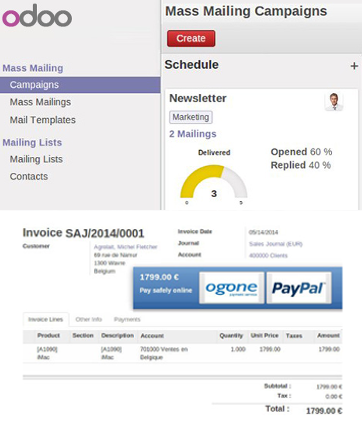 odoo
Mass Mailing Campaigns
Create
Mass Mailing
Campaigns
Mass Mailings
Mail Templates
Mailing Lists
Mailing Lists
Contacts
Schedule +
Newsletter
Marketing
2 Mailings
Delivered
3
Opened 60 %
Replied 40 %
Invoice SAJ/2014/0001
Customer Agrolait, Michel Fletcher
69 rue de Namur
1300 Wavre
Belgium
Invoice Date 05/14/2014
Journal Sales Journal (EUR)
Account 400000 Clients
1799.00 €
Pay safely online
ogone
PayPal
Invoice Lines Other Info Payments
Product Section Description Account Quantity Unit Price Taxes Amount
[A1090] [A1090] 701000 Ventes en 1.000 1799.00 1799.00
iMac iMac Belgique
Subtotal : 1799.00 €
Tax : 0.00 €
Total : 1799.00 €